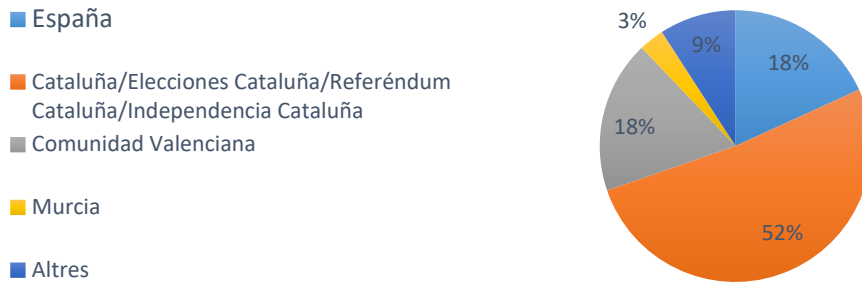 España
Cataluña/Elecciones Cataluña/Referéndum
Cataluña/Independencia Cataluña
Comunidad Valenciana
Murcia
Altres
3%
9%
18%
18%
52%